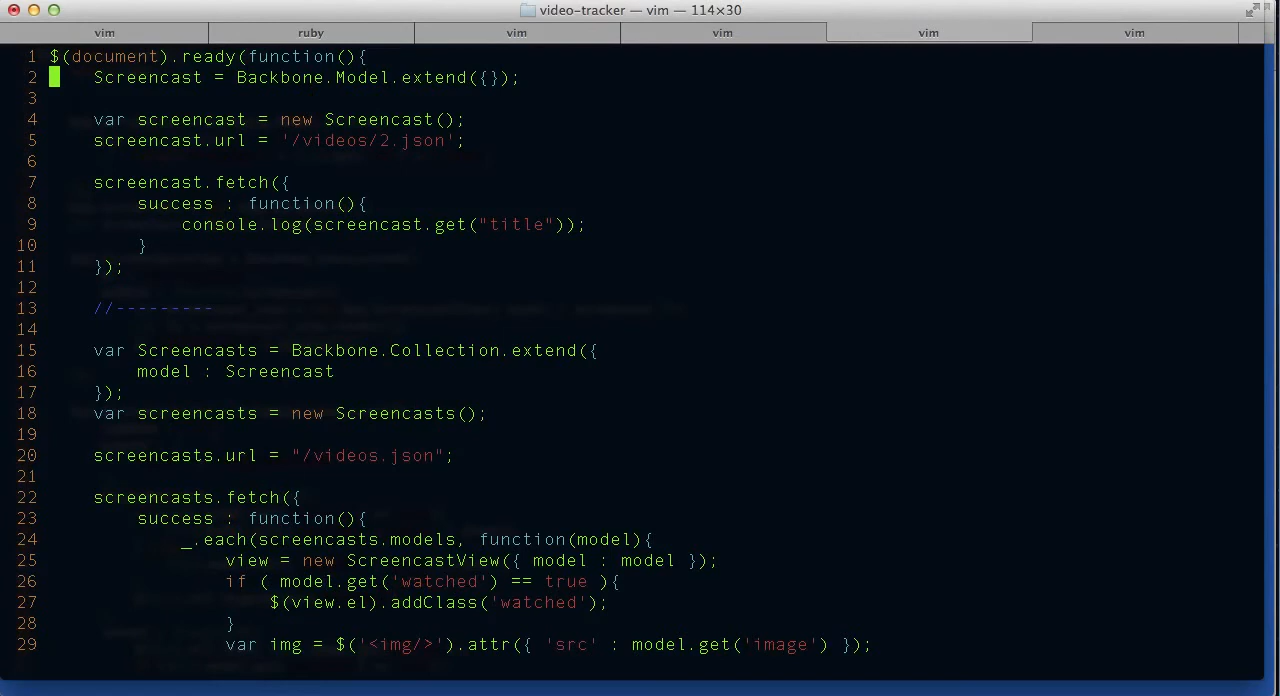 video-tracker — vim — 114×30
vim ruby vim vim vim vim
1 $(document).ready(function(){
2     Screencast = Backbone.Model.extend({});
3
4     var screencast = new Screencast();
5     screencast.url = '/videos/2.json';
6
7     screencast.fetch({
8         success : function(){
9             console.log(screencast.get("title"));
10         }
11     });
12
13     //---------
14
15     var Screencasts = Backbone.Collection.extend({
16         model : Screencast
17     });
18     var screencasts = new Screencasts();
19
20     screencasts.url = "/videos.json";
21
22     screencasts.fetch({
23         success : function(){
24             _.each(screencasts.models, function(model){
25                 view = new ScreencastView({ model : model });
26                 if ( model.get('watched') == true ){
27                     $(view.el).addClass('watched');
28                 }
29                 var img = $('<img/>').attr({ 'src' : model.get('image') });